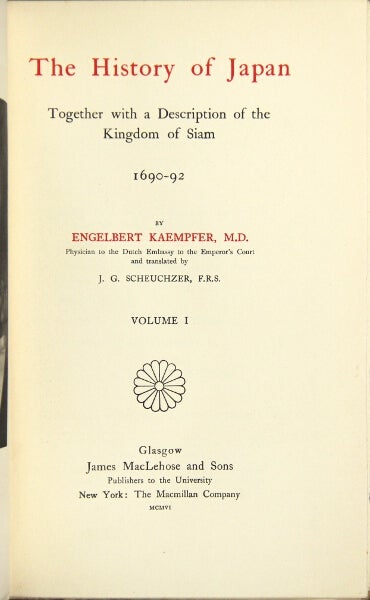 The History of Japan
Together with a Description of the
Kingdom of Siam
1690-92
BY
ENGELBERT KAEMPFER, M.D.
Physician to the Dutch Embassy to the Emperor's Court
and translated by
J. G. SCHEUCHZER, F.R.S.
VOLUME I
Glasgow
James MacLehose and Sons
Publishers to the University
New York: The Macmillan Company
MCMVI